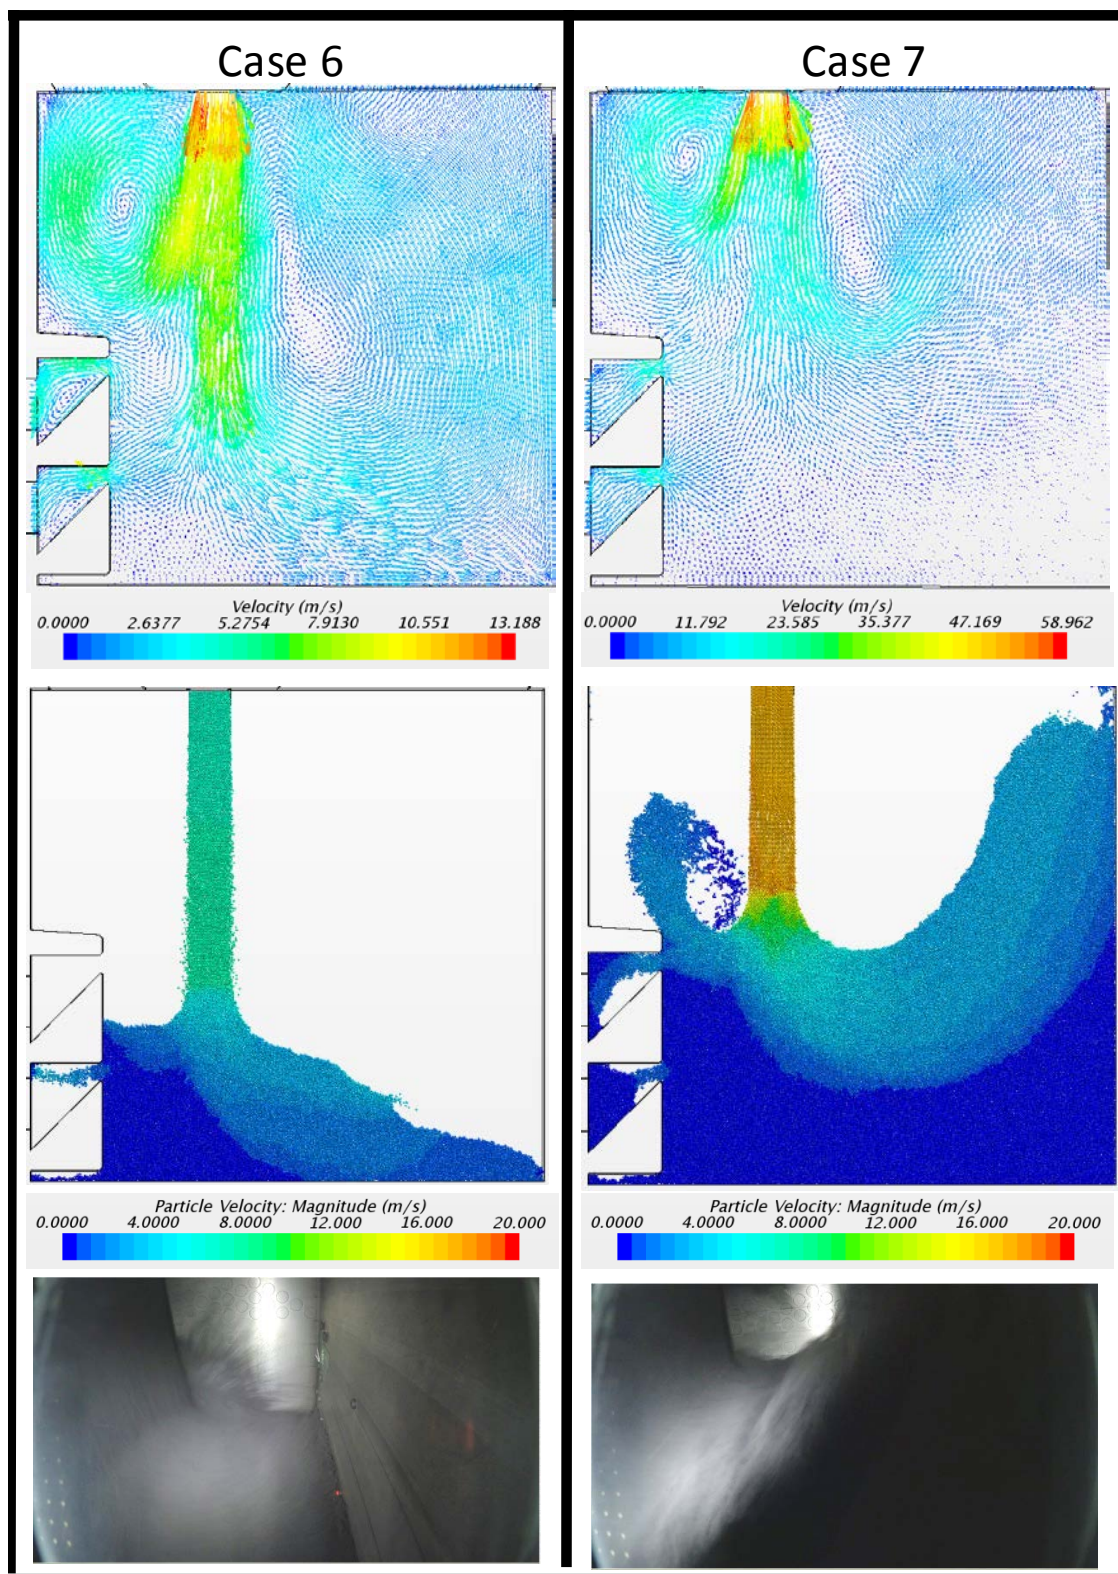 Case 6
Case 7
Velocity (m/s)
0.0000 2.6377 5.2754 7.9130 10.551 13.188
Velocity (m/s)
0.0000 11.792 23.585 35.377 47.169 58.962
Particle Velocity: Magnitude (m/s)
0.0000 4.0000 8.0000 12.000 16.000 20.000
Particle Velocity: Magnitude (m/s)
0.0000 4.0000 8.0000 12.000 16.000 20.000